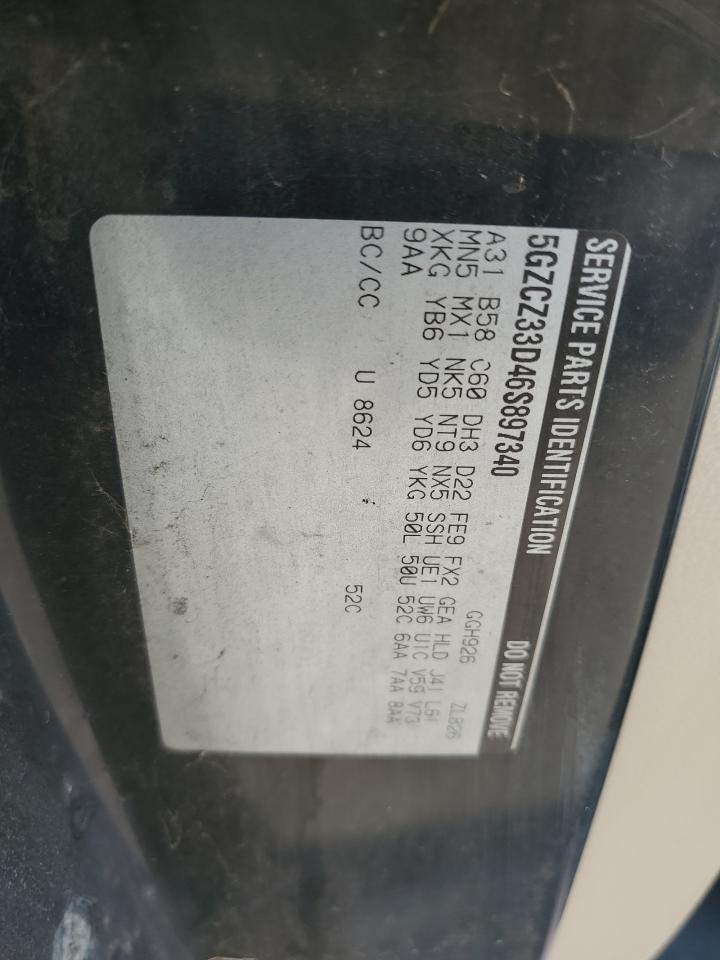 SERVICE PARTS IDENTIFICATION DO NOT REMOVE
5GZCZ33D46S897340 GGH926 ZL826
A31 B58 C60 DH3 D22 FE9 FX2 GEA HLD J41 L61
MN5 MX1 NK5 NT9 NX5 SSH UE1 UW6 U1C V5G V73
XKG YB6 YD5 YD6 YKG 50L 50U 52C 6AA 7AA 8AA
9AA
BC/CC U 8624 52C